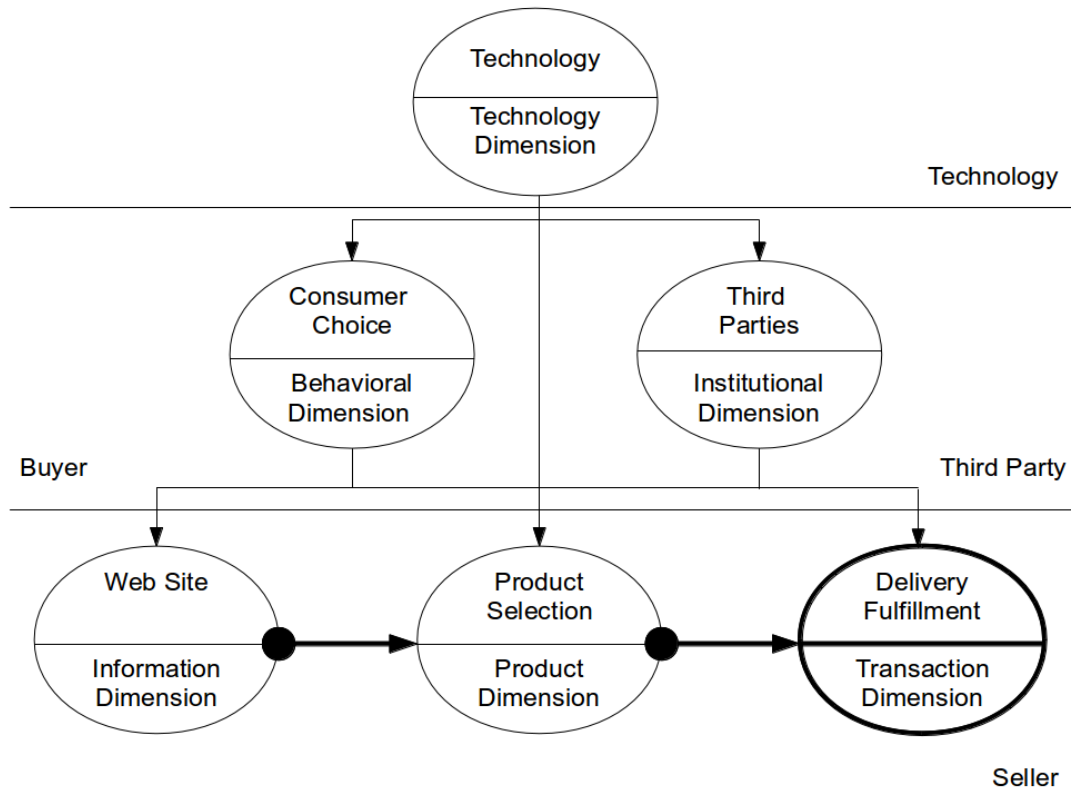 Technology
Technology
Dimension
Technology
Consumer
Choice
Behavioral
Dimension
Third
Parties
Institutional
Dimension
Buyer
Third Party
Web Site
Information
Dimension
Product
Selection
Product
Dimension
Delivery
Fulfillment
Transaction
Dimension
Seller